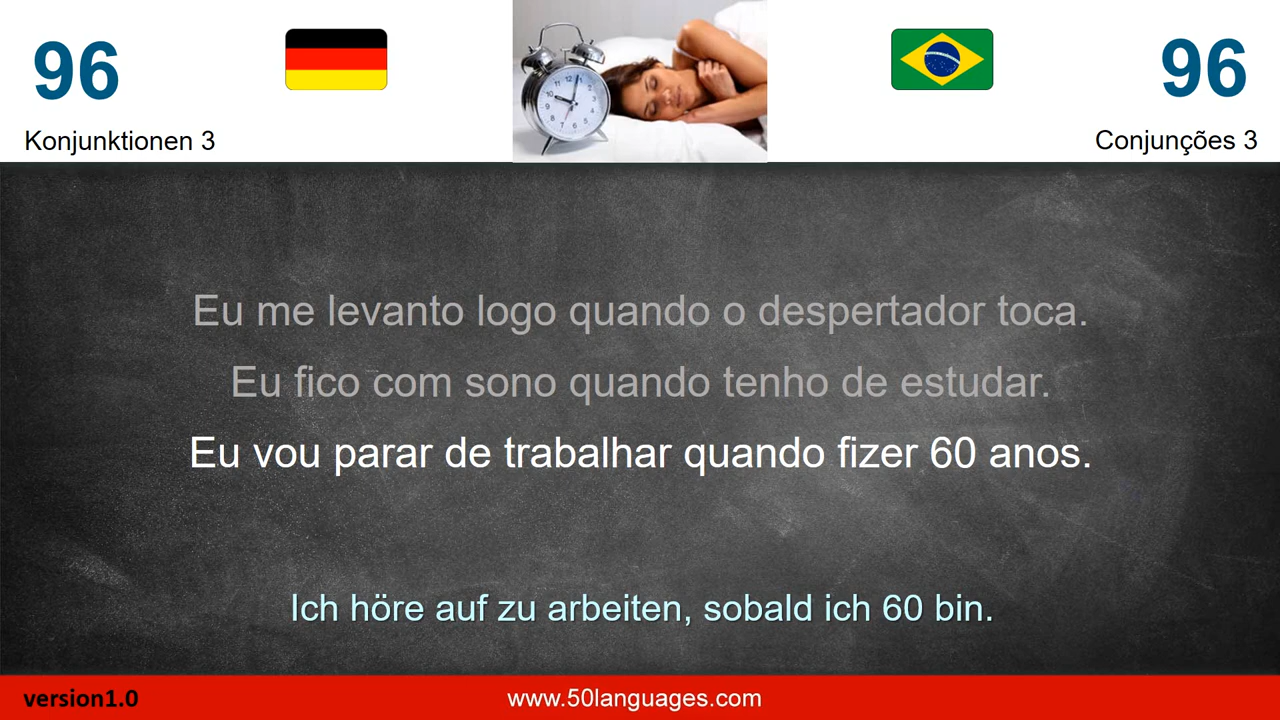 96
96
Konjunktionen 3
Conjunções 3
Eu me levanto logo quando o despertador toca.
Eu fico com sono quando tenho de estudar.
Eu vou parar de trabalhar quando fizer 60 anos.
Ich höre auf zu arbeiten, sobald ich 60 bin.
version1.0
www.50languages.com